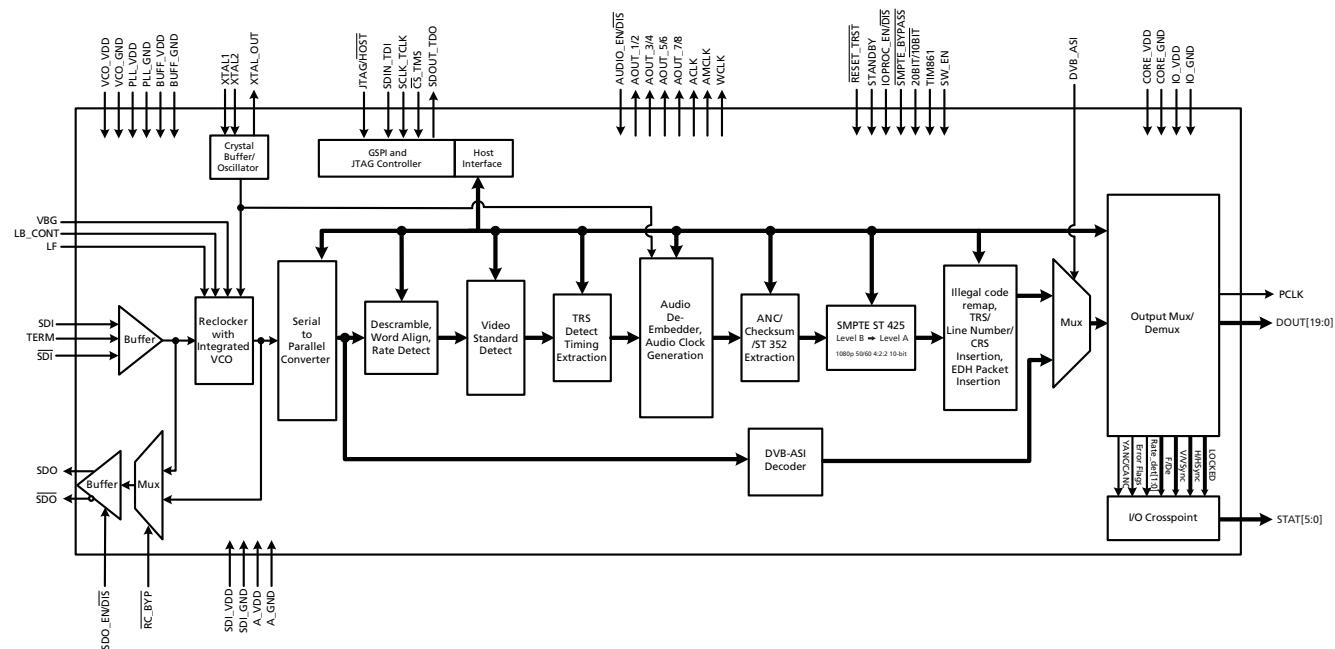 VCO_VDD
VCO_GND
PLL_VDD
PLL_GND
BUFF_VDD
BUFF_GND
XTAL1
XTAL2
XTAL_OUT
JTAG/HOST
SDIN_TDI
SCLK_TCLK
CS_TMS
SDOUT_TDO
AUDIO_EN/DIS
AOUT_1/2
AOUT_3/4
AOUT_5/6
AOUT_7/8
ACLK
AMCLK
WCLK
RESET_TRST
STANDBY
IOPROC_EN/DIS
SMPTE_BYPASS
20BIT/10BIT
TIM861
SW_EN
DVB_ASI
CORE_VDD
CORE_GND
IO_VDD
IO_GND
Crystal
Buffer/
Oscillator
GSPI and
JTAG Controller
Host
Interface
VBG
LB_CONT
LF
SDI
TERM
SDI
Buffer
Reclocker
with
Integrated
VCO
Serial
to
Parallel
Converter
Descramble,
Word Align,
Rate Detect
Video
Standard
Detect
TRS
Detect
Timing
Extraction
Audio
De-
Embedder,
Audio Clock
Generation
ANC/
Checksum
/ST 352
Extraction
SMPTE ST 425
Level B → Level A
1080p 50/60 4:2:2 10-bit
Illegal code
remap,
TRS/
Line Number/
CRS
Insertion,
EDH Packet
Insertion
Mux
Output Mux/
Demux
PCLK
DOUT[19:0]
DVB-ASI
Decoder
YANC/CANC
Error Flags
Rate_det[1:0]
F/De
V/VSync
H/HSync
LOCKED
I/O Crosspoint
STAT[5:0]
SDO
SDO
Buffer
Mux
SDO_EN/DIS
RC_BYP
SDI_VDD
SDI_GND
A_VDD
A_GND